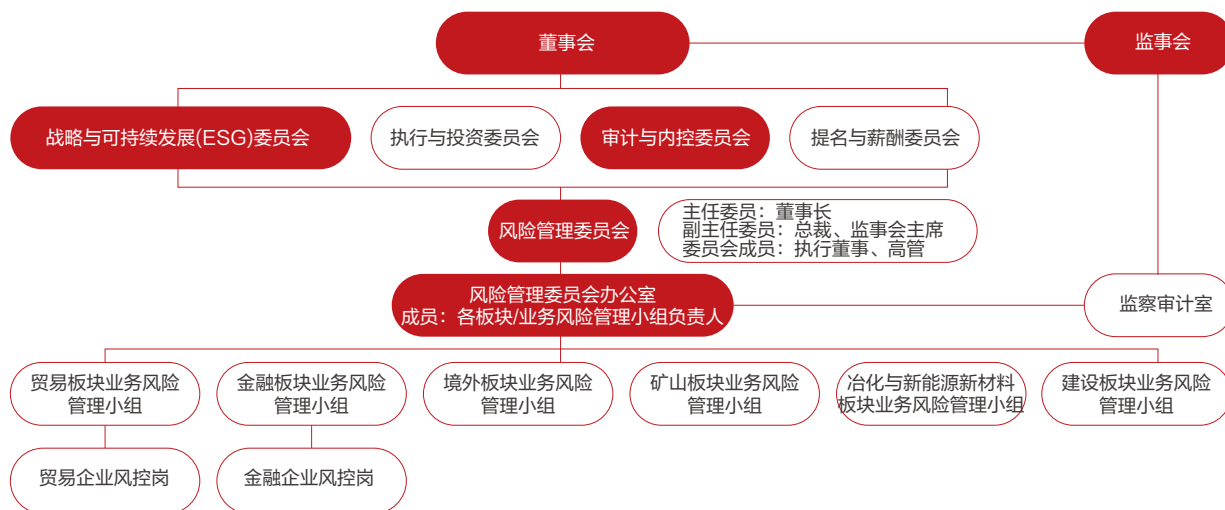 董事会
监事会
战略与可持续发展(ESG)委员会
执行与投资委员会
审计与内控委员会
提名与薪酬委员会
风险管理委员会
主任委员：董事长
副主任委员：总裁、监事会主席
委员会成员：执行董事、高管
风险管理委员会办公室
成员：各板块/业务风险管理小组负责人
监察审计室
贸易板块业务风险
管理小组
金融板块业务风险
管理小组
境外板块业务风险
管理小组
矿山板块业务风险
管理小组
冶化与新能源新材料
板块业务风险管理小组
建设板块业务风险
管理小组
贸易企业风控岗
金融企业风控岗